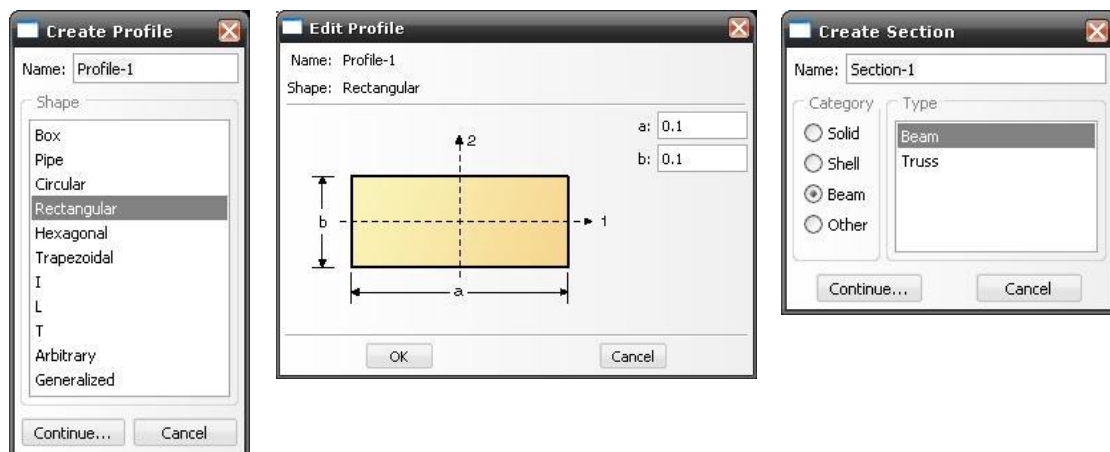 Create Profile
Name: Profile-1
Shape
Box
Pipe
Circular
Rectangular
Hexagonal
Trapezoidal
I
L
T
Arbitrary
Generalized
Continue... Cancel
Edit Profile
Name: Profile-1
Shape: Rectangular
a: 0.1
b: 0.1
2
b
1
a
OK Cancel
Create Section
Name: Section-1
Category Type
Solid Beam
Shell Truss
Beam
Other
Continue... Cancel